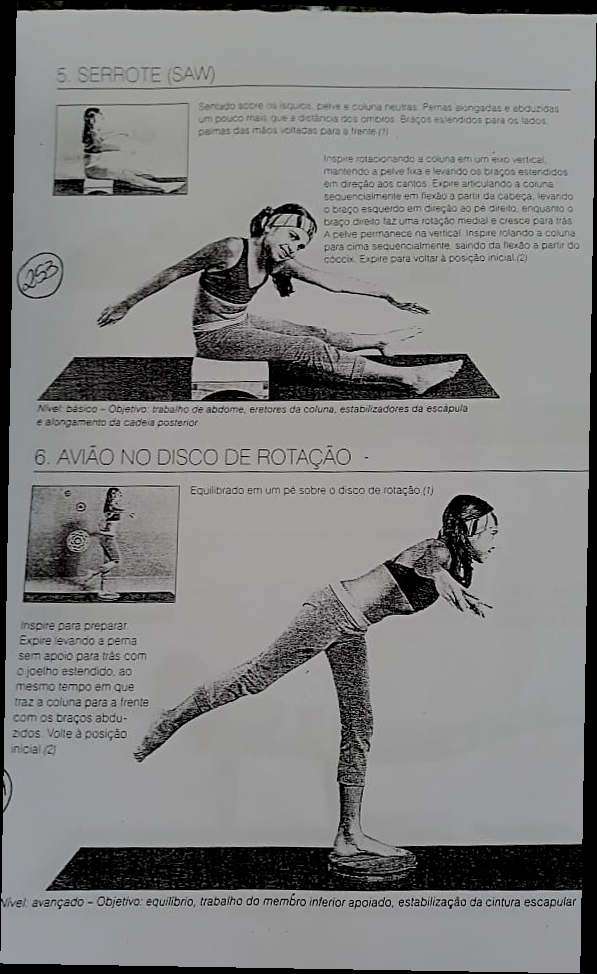 5. SERROTE (SAW)
Sentado sobre os ísquios, pelve e coluna neutras. Pernas alongadas e abduzidas
um pouco mais que a distância dos ombros. Braços estendidos para os lados,
palmas das mãos voltadas para a frente.(1)
Inspire rotacionando a coluna em um eixo vertical,
mantendo a pelve fixa e levando os braços estendidos
em direção aos cantos. Expire articulando a coluna
sequencialmente em flexão a partir da cabeça, levando
o braço esquerdo em direção ao pé direito, enquanto o
braço direito faz uma rotação medial e cresce para trás.
A pelve permanece na vertical. Inspire rolando a coluna
para cima sequencialmente, saindo da flexão a partir do
cóccix. Expire para voltar à posição inicial.(2)
253
Nível: básico – Objetivo: trabalho de abdome, eretores da coluna, estabilizadores da escápula
e alongamento da cadeia posterior
6. AVIÃO NO DISCO DE ROTAÇÃO -
Equilibrado em um pé sobre o disco de rotação (1)
Inspire para preparar.
Expire levando a perna
sem apoio para trás com
o joelho estendido, ao
mesmo tempo em que
traz a coluna para a frente
com os braços abdu-
zidos. Volte à posição
inicial.(2)
Nível: avançado – Objetivo: equilíbrio, trabalho do membro inferior apoiado, estabilização da cintura escapular